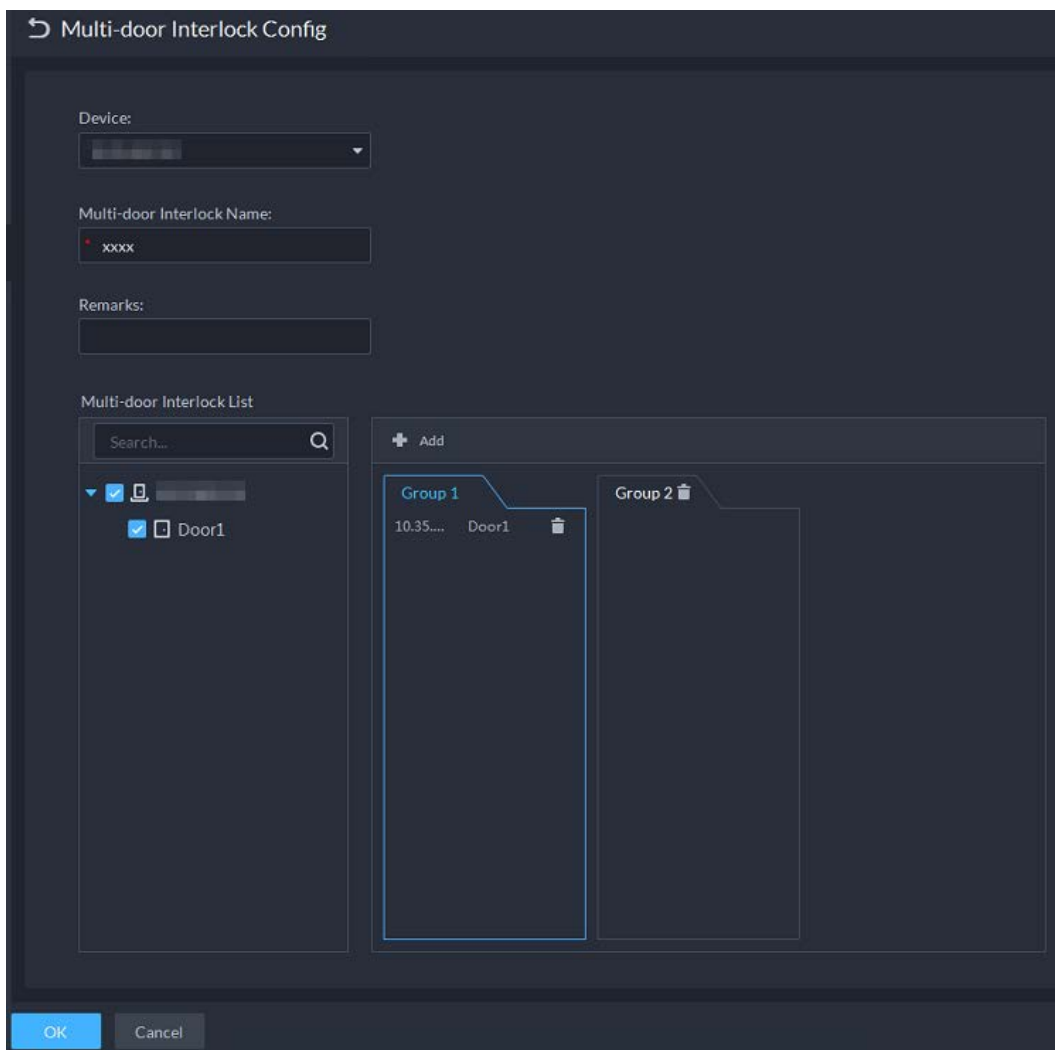 Multi-door Interlock Config
Device:
Multi-door Interlock Name:
* xxxx
Remarks:
Multi-door Interlock List
Search...
Add
Door1
Group 1
10.35.... Door1
Group 2
OK
Cancel